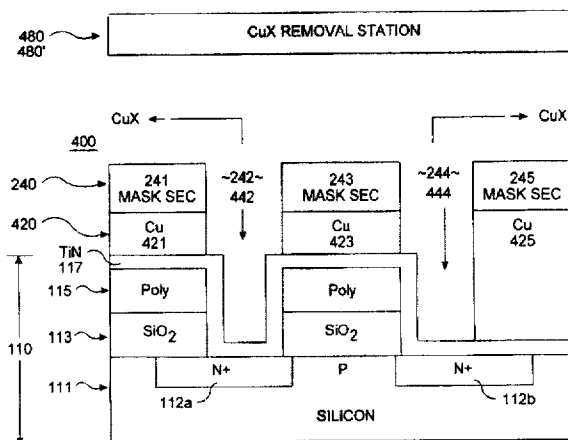 480
480'
CuX REMOVAL STATION
CuX
CuX
400
240
241
MASK SEC
~242~
442
243
MASK SEC
~244~
444
245
MASK SEC
420
Cu
421
Cu
423
Cu
425
TiN
117
115
Poly
Poly
110
113
SiO2
SiO2
111
N+
P
N+
112a
112b
SILICON